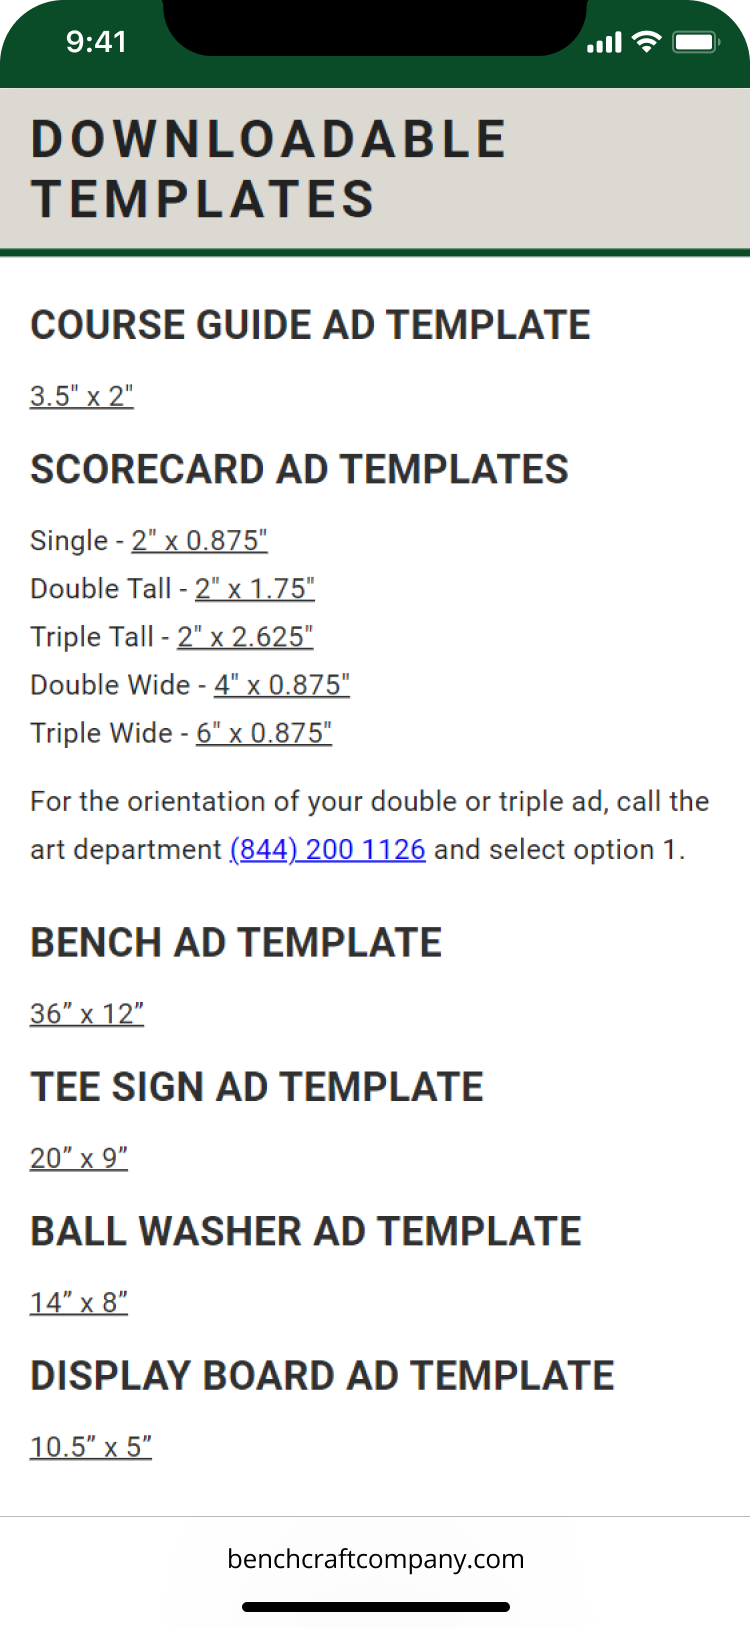 9:41
DOWNLOADABLE
TEMPLATES
COURSE GUIDE AD TEMPLATE
3.5" x 2"
SCORECARD AD TEMPLATES
Single - 2" x 0.875"
Double Tall - 2" x 1.75"
Triple Tall - 2" x 2.625"
Double Wide - 4" x 0.875"
Triple Wide - 6" x 0.875"
For the orientation of your double or triple ad, call the
art department (844) 200 1126 and select option 1.
BENCH AD TEMPLATE
36” x 12”
TEE SIGN AD TEMPLATE
20” x 9”
BALL WASHER AD TEMPLATE
14” x 8”
DISPLAY BOARD AD TEMPLATE
10.5” x 5”
benchcraftcompany.com